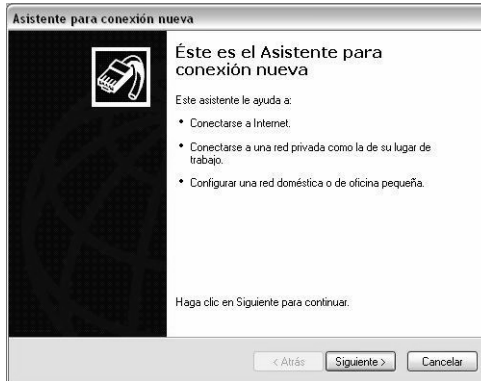 Asistente para conexión nueva
Éste es el Asistente para
conexión nueva
Este asistente le ayuda a:
• Conectarse a Internet.
• Conectarse a una red privada como la de su lugar de
trabajo.
• Configurar una red doméstica o de oficina pequeña.
Haga clic en Siguiente para continuar.
< Atrás
Siguiente >
Cancelar